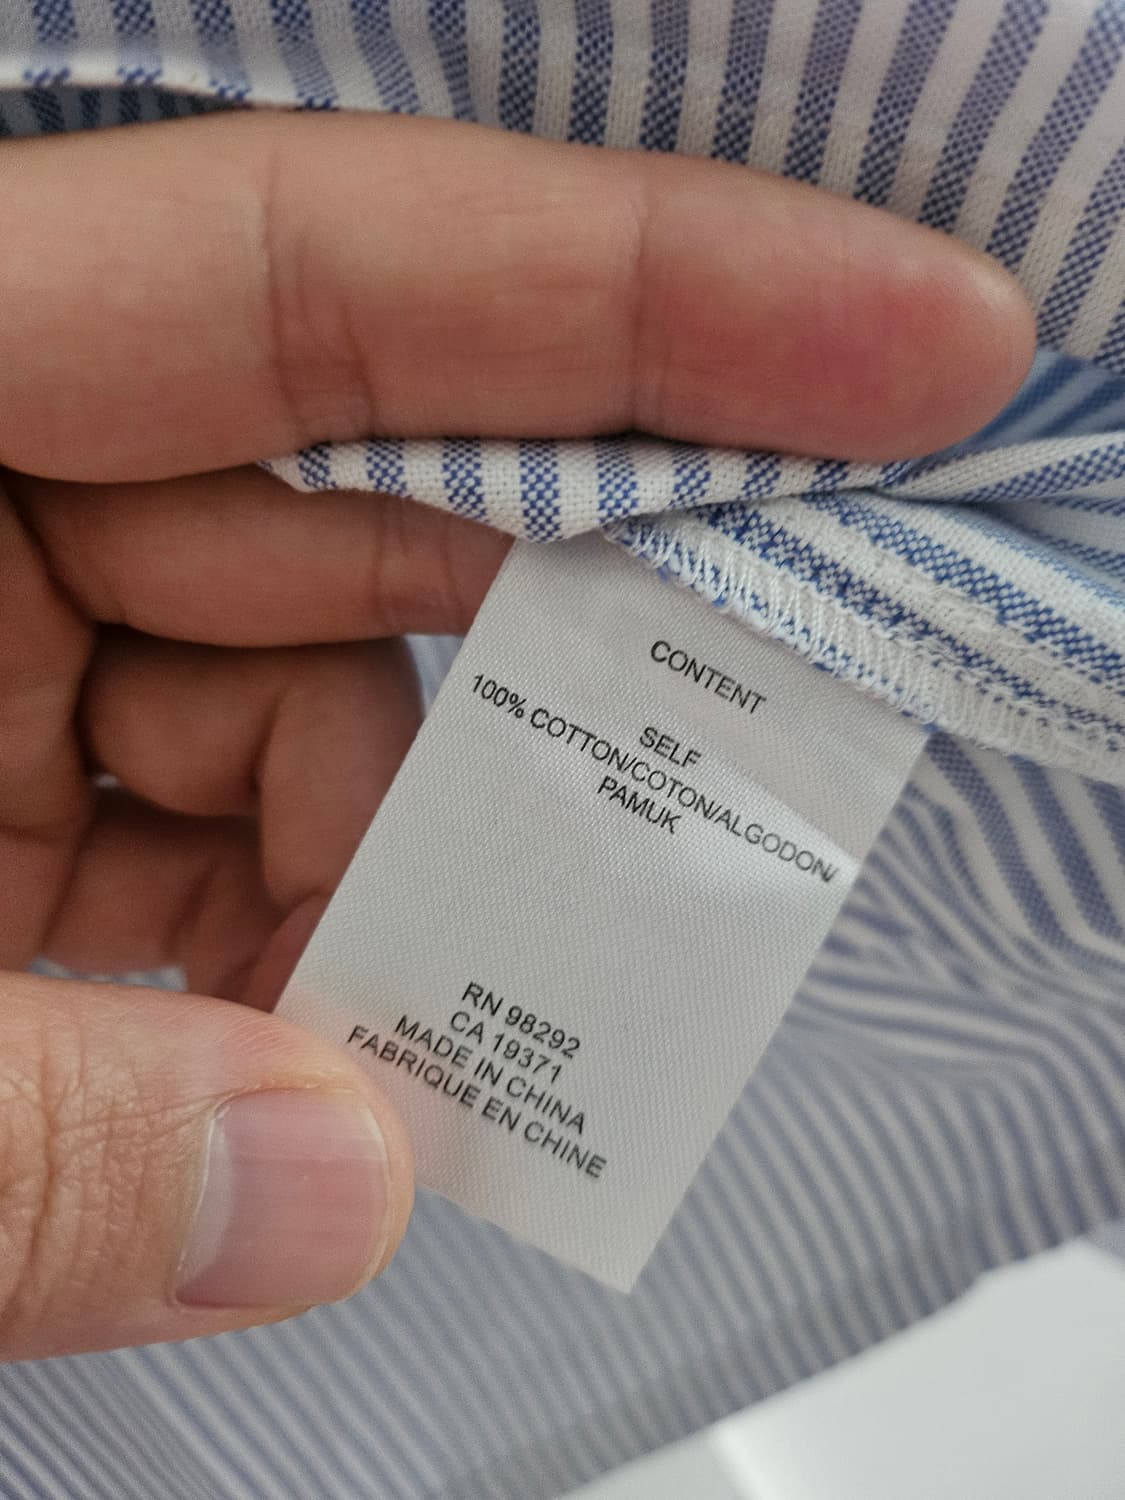 CONTENT
SELF
100% COTTON/COTON/ALGODON/
PAMUK
RN 98292
CA 19371
MADE IN CHINA
FABRIQUE EN CHINE